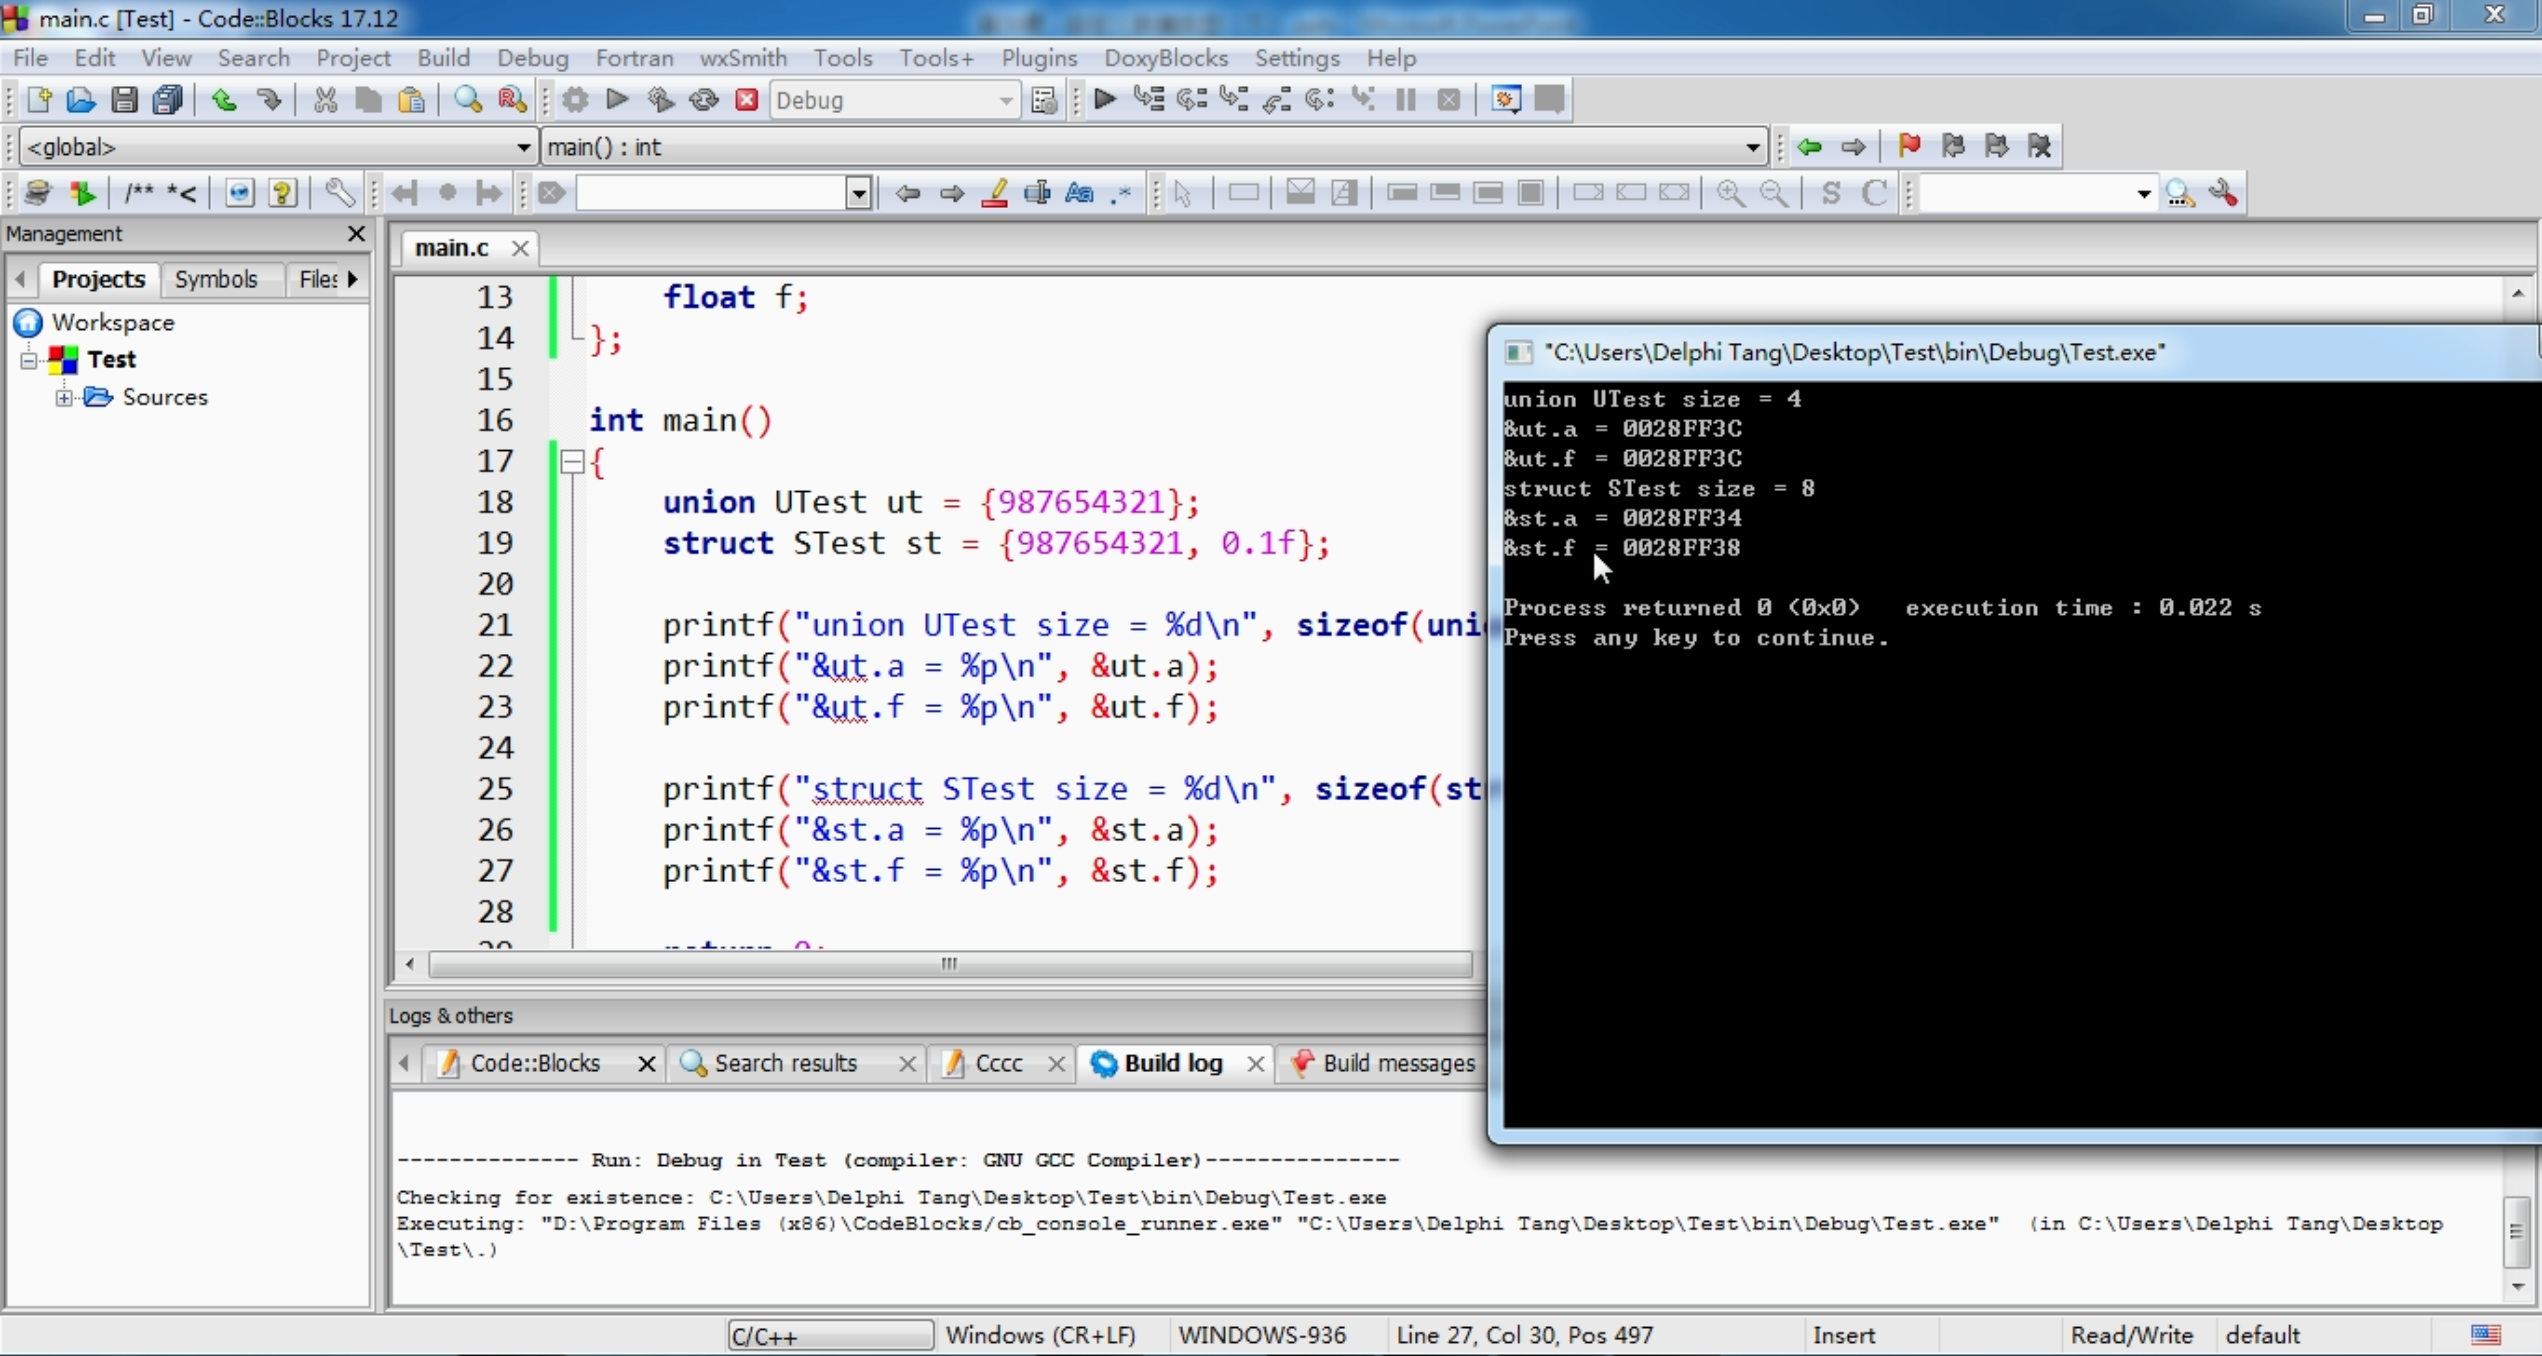 main.c [Test] - Code::Blocks 17.12
File Edit View Search Project Build Debug Fortran wxSmith Tools Tools+ Plugins DoxyBlocks Settings Help
Debug
<global> main() : int
/** *<
S C
Management
Projects Symbols Files
Workspace
Test
Sources
main.c
13 float f;
14 };
15
16 int main()
17 {
18 union UTest ut = {987654321};
19 struct STest st = {987654321, 0.1f};
20
21 printf("union UTest size = %d\n", sizeof(uni
22 printf("&ut.a = %p\n", &ut.a);
23 printf("&ut.f = %p\n", &ut.f);
24
25 printf("struct STest size = %d\n", sizeof(st
26 printf("&st.a = %p\n", &st.a);
27 printf("&st.f = %p\n", &st.f);
28
"C:\Users\Delphi Tang\Desktop\Test\bin\Debug\Test.exe"
union UTest size = 4
&ut.a = 0028FF3C
&ut.f = 0028FF3C
struct STest size = 8
&st.a = 0028FF34
&st.f = 0028FF38
Process returned 0 (0x0) execution time : 0.022 s
Press any key to continue.
Logs & others
Code::Blocks Search results Cccc Build log Build messages
-------------- Run: Debug in Test (compiler: GNU GCC Compiler)---------------
Checking for existence: C:\Users\Delphi Tang\Desktop\Test\bin\Debug\Test.exe
Executing: "D:\Program Files (x86)\CodeBlocks/cb_console_runner.exe" "C:\Users\Delphi Tang\Desktop\Test\bin\Debug\Test.exe" (in C:\Users\Delphi Tang\Desktop
\Test\.)
C/C++ Windows (CR+LF) WINDOWS-936 Line 27, Col 30, Pos 497 Insert Read/Write default